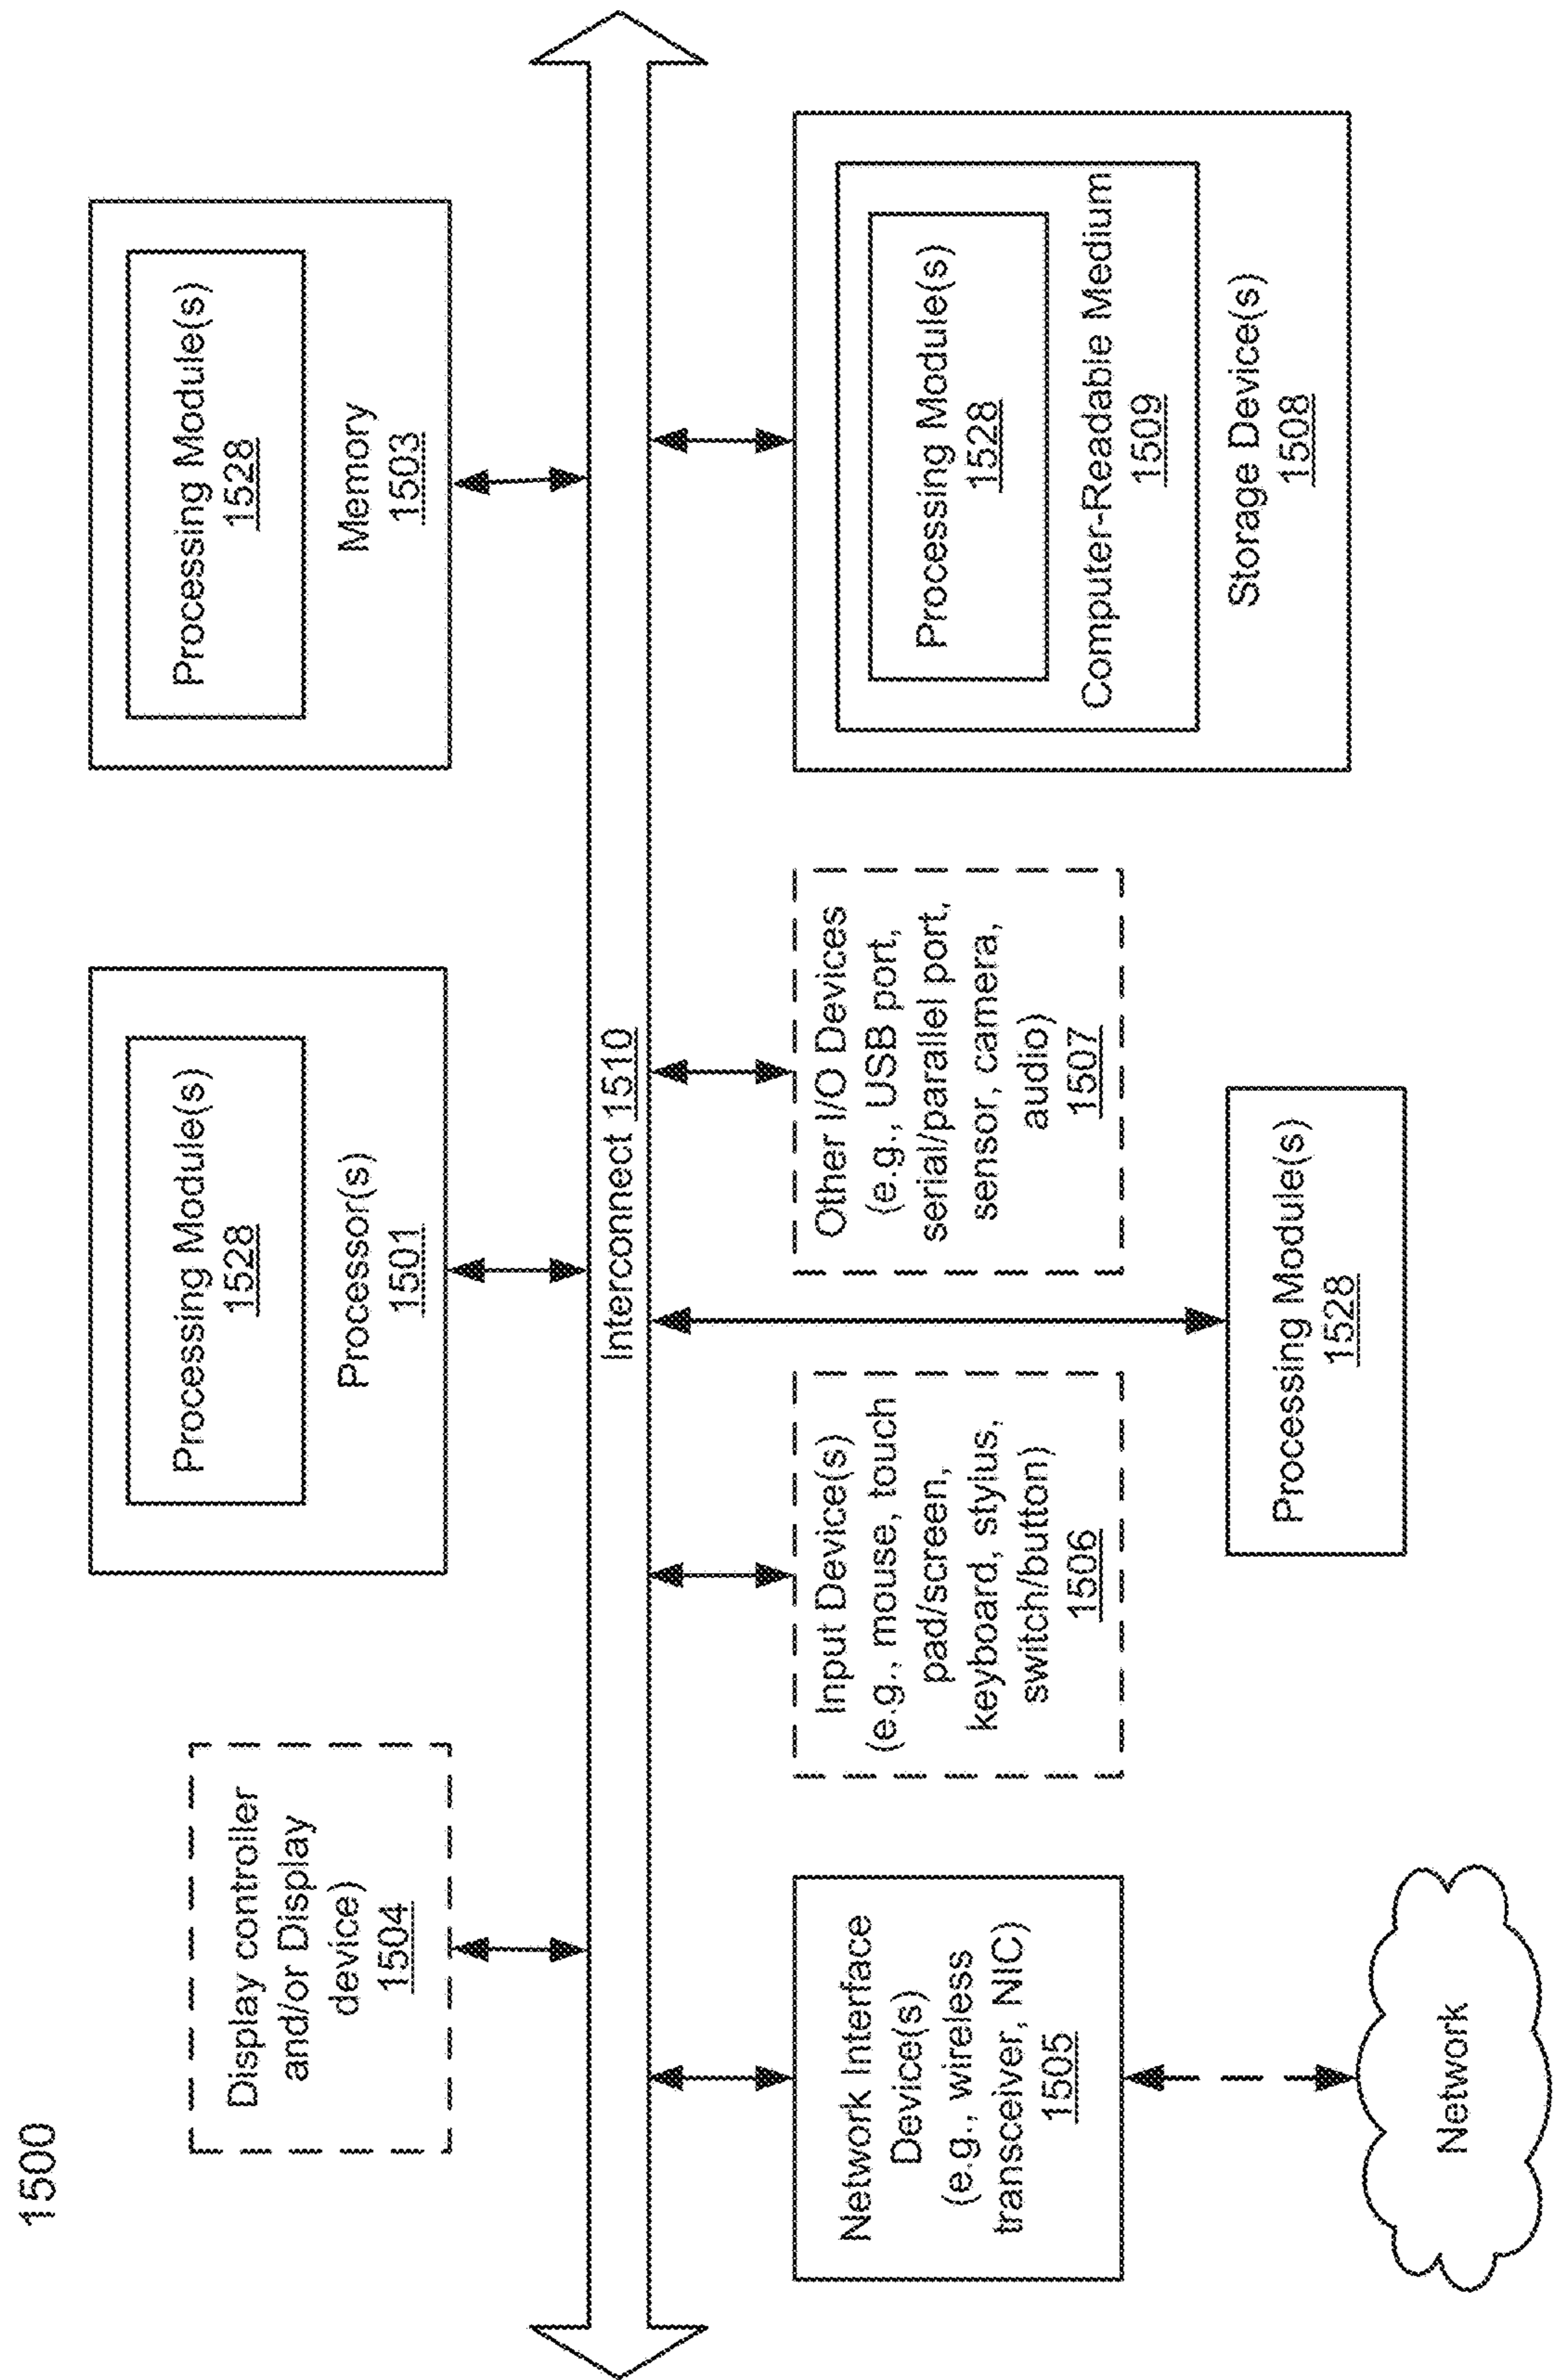 1500
Display controller
and/or Display
device)
1504
Processing Module(s)
1528
Processor(s)
1501
Processing Module(s)
1528
Memory
1503
Interconnect 1510
Network Interface
Device(s)
(e.g., wireless
transceiver, NIC)
1505
Input Device(s)
(e.g., mouse, touch
pad/screen,
keyboard, stylus,
switch/button)
1506
Other I/O Devices
(e.g., USB port,
serial/parallel port,
sensor, camera,
audio)
1507
Processing Module(s)
1528
Computer-Readable Medium
1509
Storage Device(s)
1508
Processing Module(s)
1528
Network